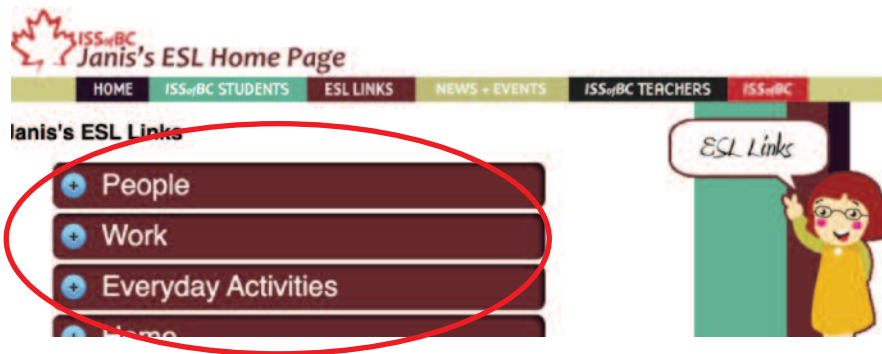 ISSofBC
Janis's ESL Home Page
HOME ISSofBC STUDENTS ESL LINKS NEWS + EVENTS ISSofBC TEACHERS ISSofBC
Janis's ESL Links
ESL Links
People
Work
Everyday Activities
Home